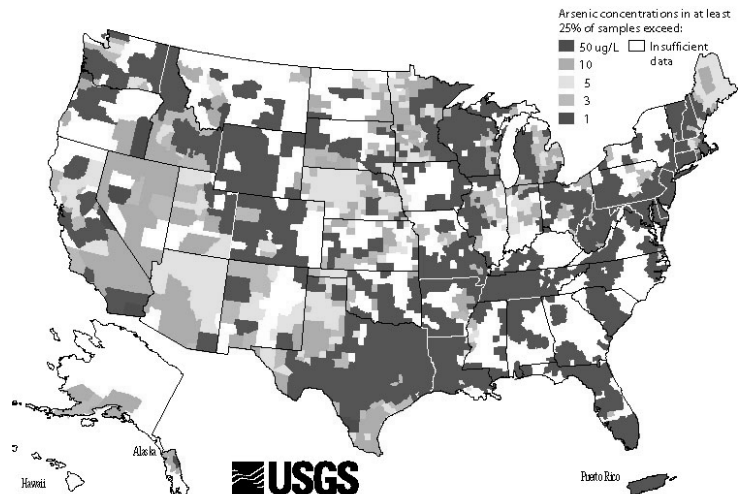 Arsenic concentrations in at least
25% of samples exceed:
50 ug/L
Insufficient
data
10
5
3
1
Alaska
Hawaii
USGS
Puerto Rico